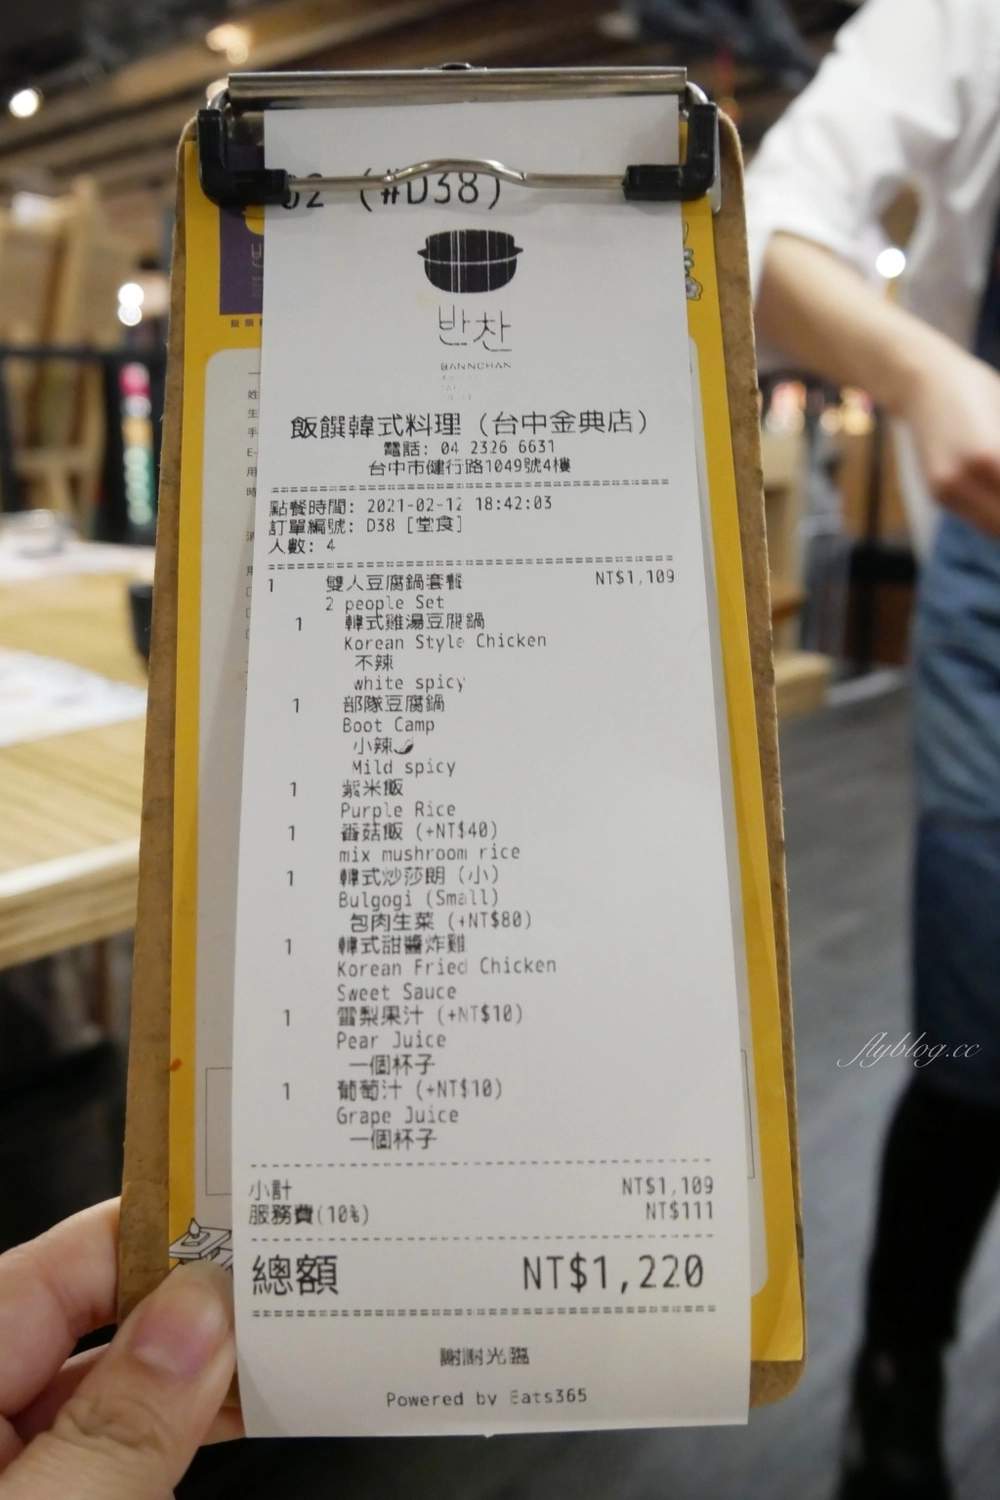 02 (#D38)
반찬
BANNCHAN
飯饌韓式料理 (台中金典店)
電話: 04 2326 6631
台中市健行路1049號4樓
點餐時間: 2021-02-12 18:42:03
訂單編號: D38 [堂食]
人數: 4
1 雙人豆腐鍋套餐 NT$1,109
2 people Set
1 韓式雞湯豆腐鍋
Korean Style Chicken
不辣
white spicy
1 部隊豆腐鍋
Boot Camp
小辣🌶
Mild spicy
1 紫米飯
Purple Rice
1 香菇飯 (+NT$40)
mix mushroom rice
1 韓式炒莎朗 (小)
Bulgogi (Small)
包肉生菜 (+NT$80)
1 韓式甜醬炸雞
Korean Fried Chicken
Sweet Sauce
1 雪梨果汁 (+NT$10)
Pear Juice
一個杯子
1 葡萄汁 (+NT$10)
Grape Juice
一個杯子
小計 NT$1,109
服務費(10%) NT$111
總額 NT$1,220
謝謝光臨
Powered by Eats365
flyblog.cc